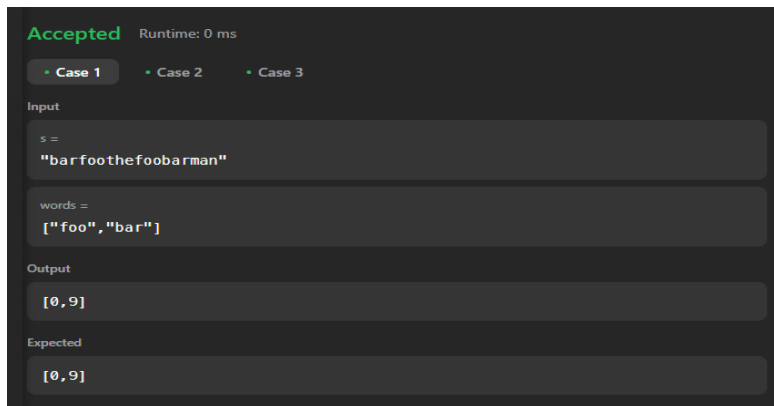 Accepted Runtime: 0 ms
• Case 1 • Case 2 • Case 3
Input
s =
"barfoothefoobarman"
words =
["foo","bar"]
Output
[0,9]
Expected
[0,9]